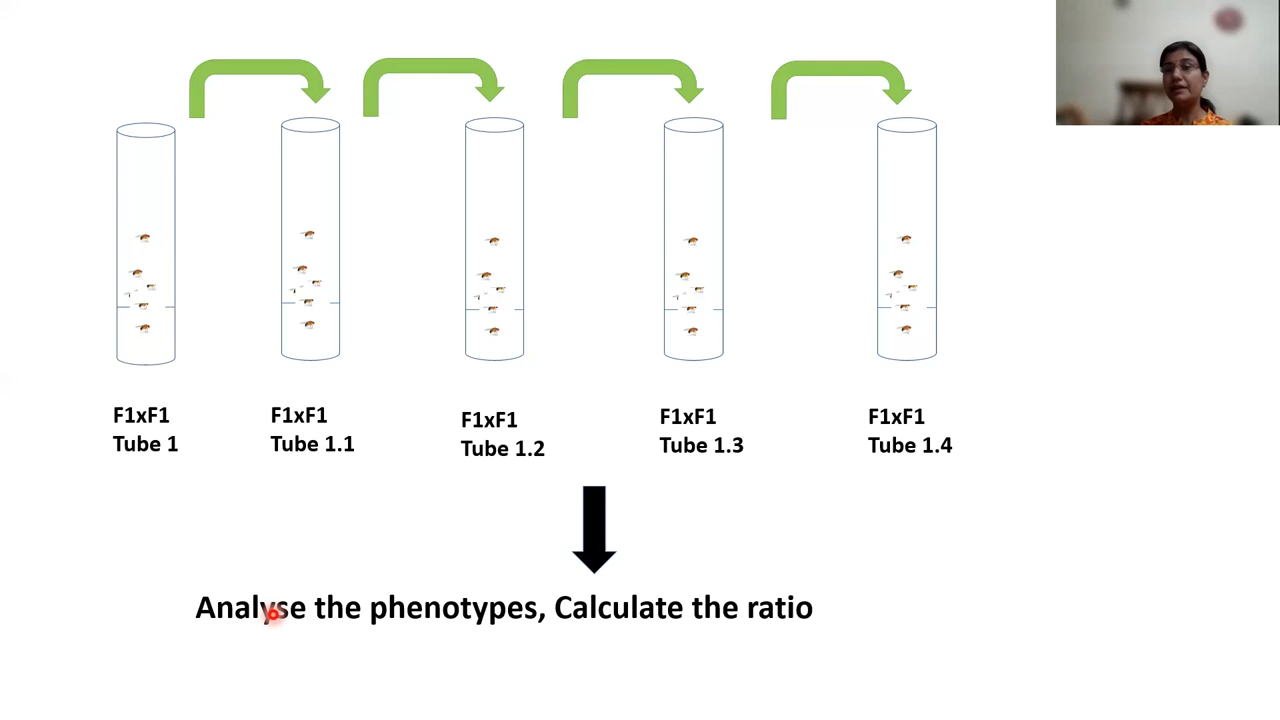 F1xF1
Tube 1
F1xF1
Tube 1.1
F1xF1
Tube 1.2
F1xF1
Tube 1.3
F1xF1
Tube 1.4
Analyse the phenotypes, Calculate the ratio